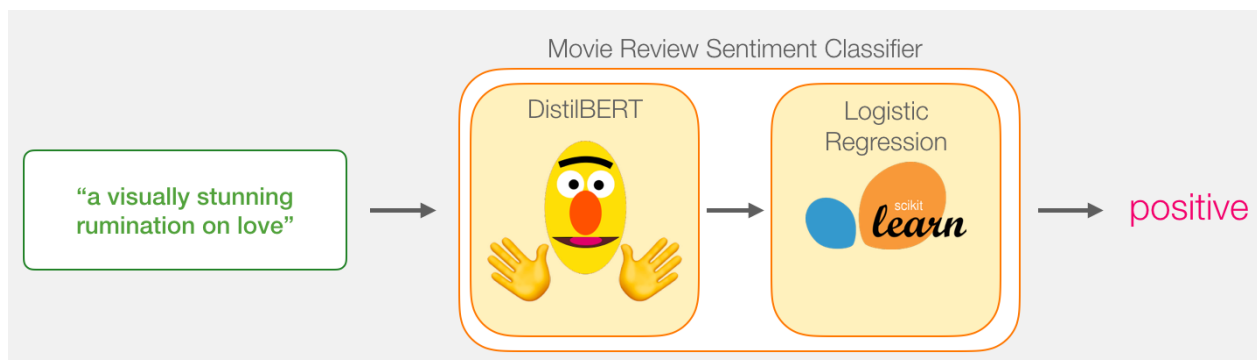 Movie Review Sentiment Classifier
“a visually stunning
rumination on love”
DistilBERT
Logistic
Regression
scikit
learn
positive